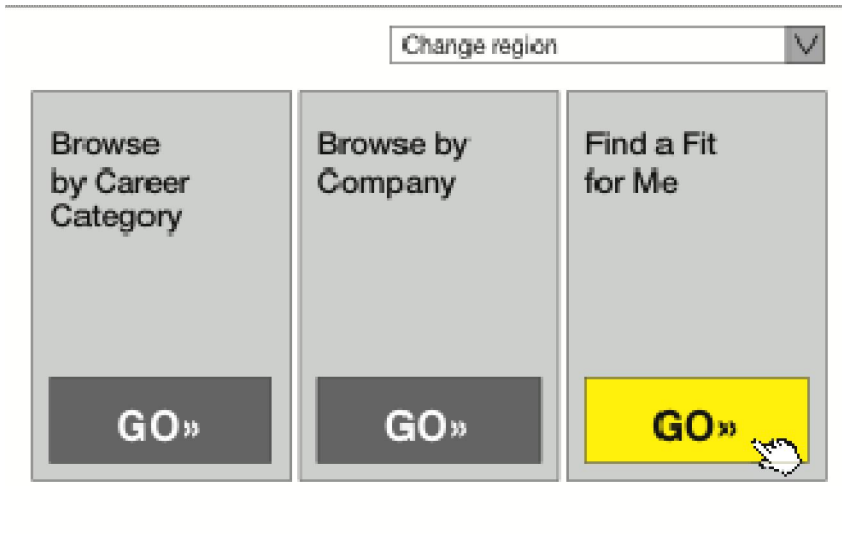 Change region
Browse
by Career
Category
GO»
Browse by
Company
GO»
Find a Fit
for Me
GO»